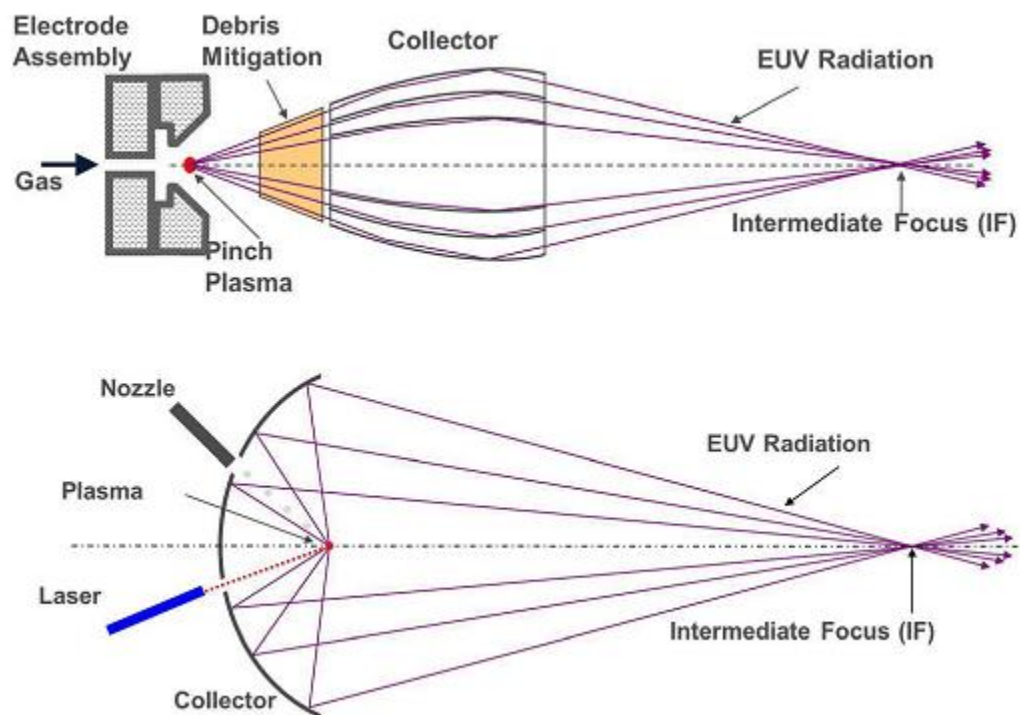 Electrode
Assembly
Debris
Mitigation
Collector
EUV Radiation
Gas
Pinch
Plasma
Intermediate Focus (IF)
Nozzle
EUV Radiation
Plasma
Laser
Intermediate Focus (IF)
Collector